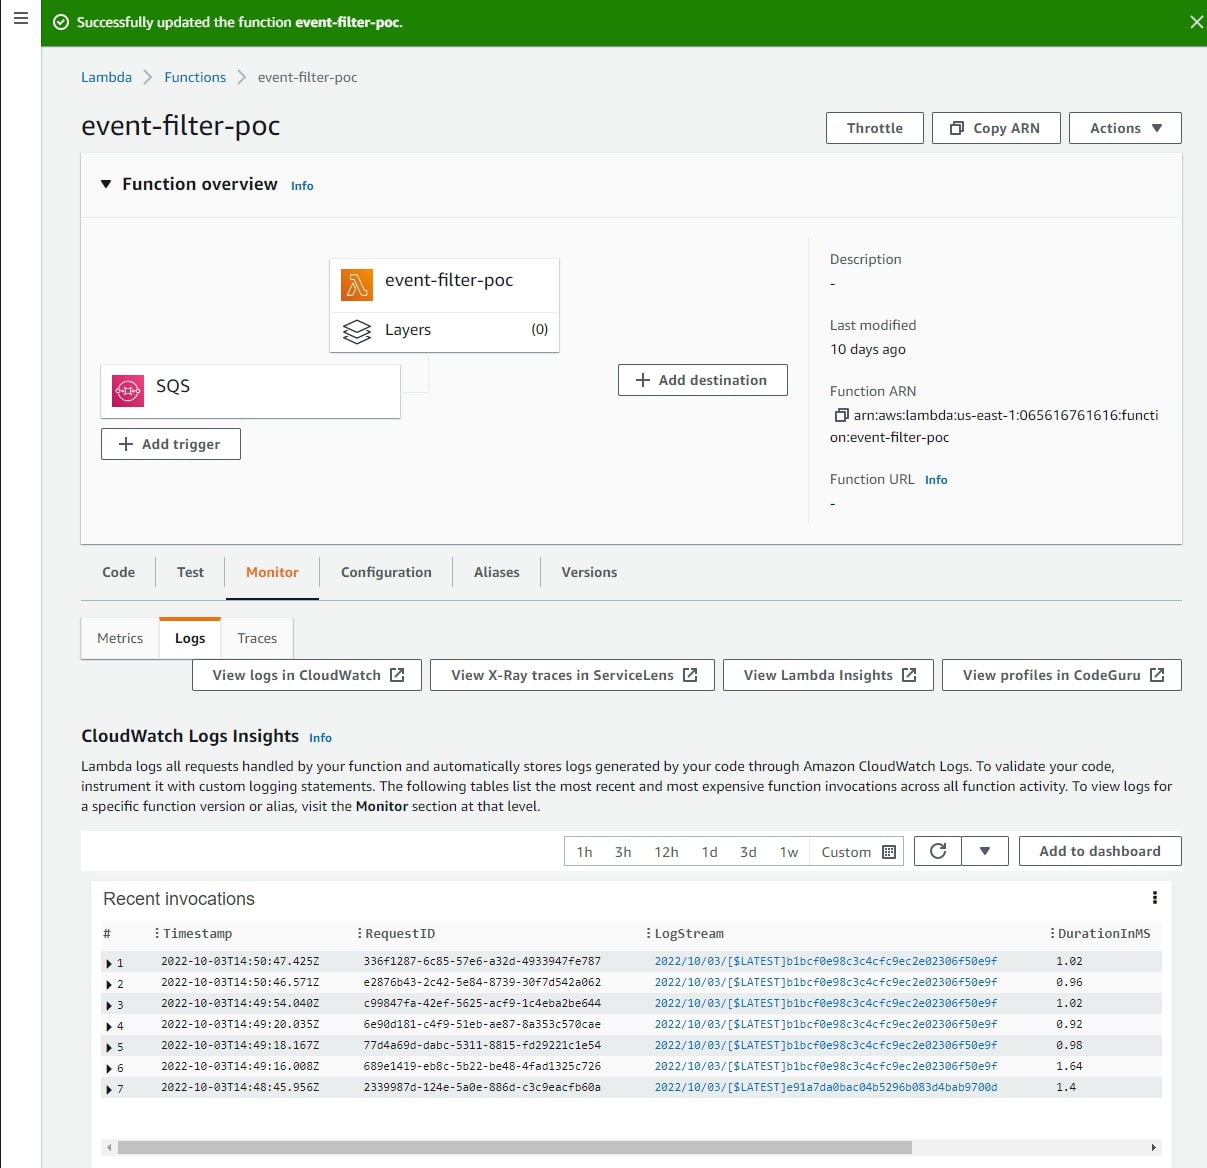 Successfully updated the function event-filter-poc.
Lambda > Functions > event-filter-poc
event-filter-poc
Throttle Copy ARN Actions
Function overview Info
event-filter-poc
Layers (0)
SQS
Add trigger
Add destination
Description
-
Last modified
10 days ago
Function ARN
arn:aws:lambda:us-east-1:065616761616:functi
on:event-filter-poc
Function URL Info
-
Code Test Monitor Configuration Aliases Versions
Metrics Logs Traces
View logs in CloudWatch View X-Ray traces in ServiceLens View Lambda Insights View profiles in CodeGuru
CloudWatch Logs Insights Info
Lambda logs all requests handled by your function and automatically stores logs generated by your code through Amazon CloudWatch Logs. To validate your code,
instrument it with custom logging statements. The following tables list the most recent and most expensive function invocations across all function activity. To view logs for
a specific function version or alias, visit the Monitor section at that level.
1h 3h 12h 1d 3d 1w Custom Add to dashboard
Recent invocations
# Timestamp RequestID LogStream DurationInMS
1 2022-10-03T14:50:47.425Z 336f1287-6c85-57e6-a32d-4933947fe787 2022/10/03/[$LATEST]b1bcf0e98c3c4cfc9ec2e02306f50e9f 1.02
2 2022-10-03T14:50:46.571Z e2876b43-2c42-5e84-8739-30f7d542a062 2022/10/03/[$LATEST]b1bcf0e98c3c4cfc9ec2e02306f50e9f 0.96
3 2022-10-03T14:49:54.040Z c99847fa-42ef-5625-acf9-1c4eba2be644 2022/10/03/[$LATEST]b1bcf0e98c3c4cfc9ec2e02306f50e9f 1.02
4 2022-10-03T14:49:20.035Z 6e90d181-c4f9-51eb-ae87-8a353c570cae 2022/10/03/[$LATEST]b1bcf0e98c3c4cfc9ec2e02306f50e9f 0.92
5 2022-10-03T14:49:18.167Z 77d4a69d-dabc-5311-8815-fd29221c1e54 2022/10/03/[$LATEST]b1bcf0e98c3c4cfc9ec2e02306f50e9f 0.98
6 2022-10-03T14:49:16.008Z 689e1419-eb8c-5b22-be48-4fad1325c726 2022/10/03/[$LATEST]b1bcf0e98c3c4cfc9ec2e02306f50e9f 1.64
7 2022-10-03T14:48:45.956Z 2339987d-124e-5a0e-886d-c3c9eacfb60a 2022/10/03/[$LATEST]e91a7da0bac04b5296b083d4bab9700d 1.4